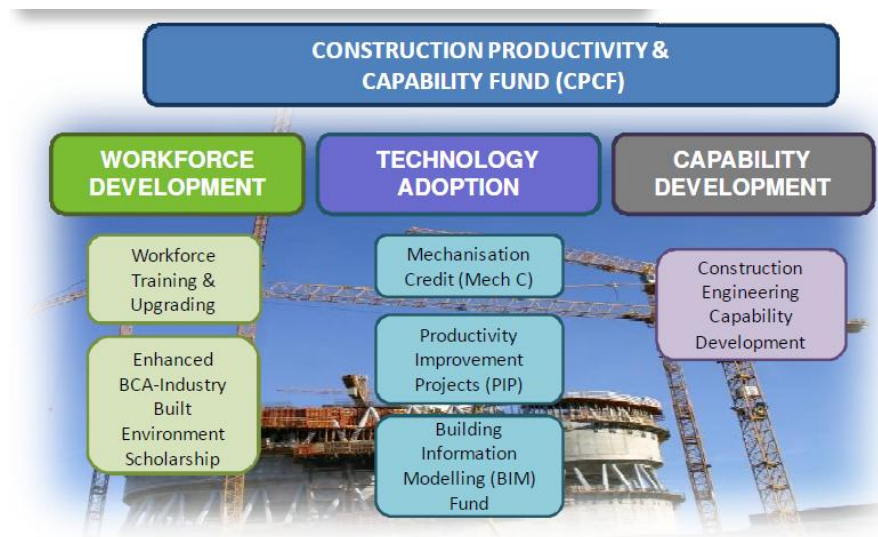 CONSTRUCTION PRODUCTIVITY &
CAPABILITY FUND (CPCF)
WORKFORCE
DEVELOPMENT
Workforce
Training &
Upgrading
Enhanced
BCA-Industry
Built
Environment
Scholarship
TECHNOLOGY
ADOPTION
Mechanisation
Credit (Mech C)
Productivity
Improvement
Projects (PIP)
Building
Information
Modelling (BIM)
Fund
CAPABILITY
DEVELOPMENT
Construction
Engineering
Capability
Development